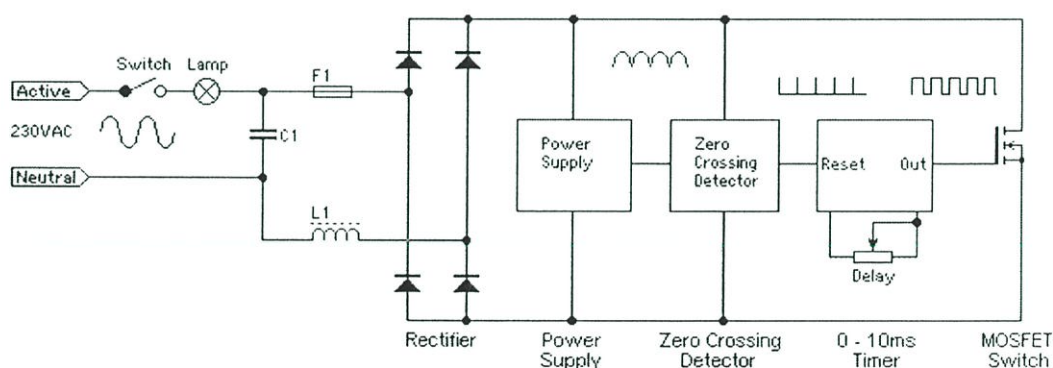 Switch Lamp F1
Active
230VAC
C1
Neutral
L1
Power
Supply
Zero
Crossing
Detector
Reset Out
Delay
Rectifier
Power
Supply
Zero Crossing
Detector
0 - 10ms
Timer
MOSFET
Switch